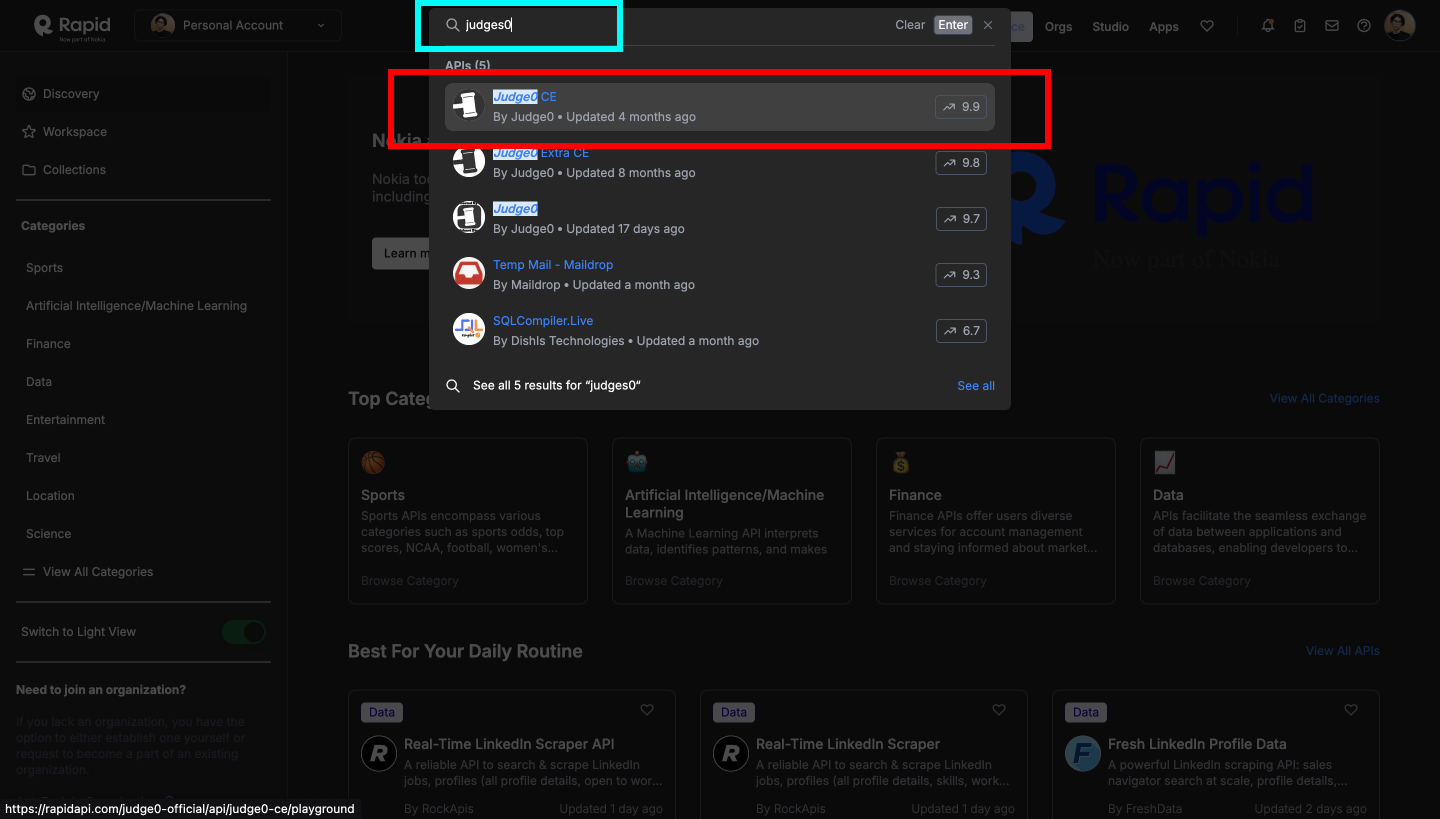 Rapid
Now part of Nokia
Personal Account
judges0
Clear
Enter
Orgs
Studio
Apps
APIs (5)
Judge0 CE
By Judge0 • Updated 4 months ago
9.9
Judge0 Extra CE
By Judge0 • Updated 8 months ago
9.8
Judge0
By Judge0 • Updated 17 days ago
9.7
Temp Mail - Maildrop
By Maildrop • Updated a month ago
9.3
SQLCompiler.Live
By DishIs Technologies • Updated a month ago
6.7
See all 5 results for “judges0“
See all
Discovery
Workspace
Collections
Categories
Sports
Artificial Intelligence/Machine Learning
Finance
Data
Entertainment
Travel
Location
Science
View All Categories
Switch to Light View
Need to join an organization?
If you lack an organization, you have the
option to either establish one yourself or
request to become a part of an existing
organization.
Nokia
Nokia
including
Learn
Rapid
Now part of Nokia
Top
View All Categories
Sports
Sports APIs encompass various
categories such as sports odds, top
scores, NCAA, football, women's...
Browse Category
Artificial Intelligence/Machine
Learning
A Machine Learning API interprets
data, identifies patterns, and makes
Browse Category
Finance
Finance APIs offer users diverse
services for account management
and staying informed about market...
Browse Category
Data
APIs facilitate the seamless exchange
of data between applications and
databases, enabling developers to...
Browse Category
Best For Your Daily Routine
View All APIs
Data
Real-Time LinkedIn Scraper API
A reliable API to search & scrape LinkedIn
jobs, profiles (all profile details, open to wor...
By RockApis
Updated 1 day ago
Data
Real-Time LinkedIn Scraper
A reliable API to search & scrape LinkedIn
jobs, profiles (all profile details, skills, work...
By RockApis
Updated 1 day ago
Data
Fresh LinkedIn Profile Data
A powerful LinkedIn scraping API: sales
navigator search at scale, profile details,...
By FreshData
Updated 2 days ago
https://rapidapi.com/judge0-official/api/judge0-ce/playground